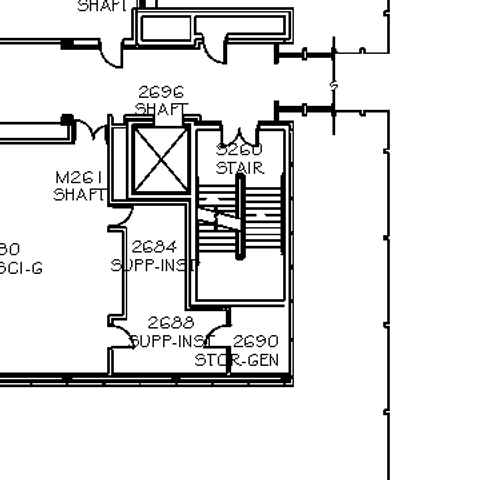 SHAFT
2696
SHAFT
S260
STAIR
M261
SHAFT
2684
SUPP-INST
80
SCI-G
2688
SUPP-INST
2690
STOR-GEN